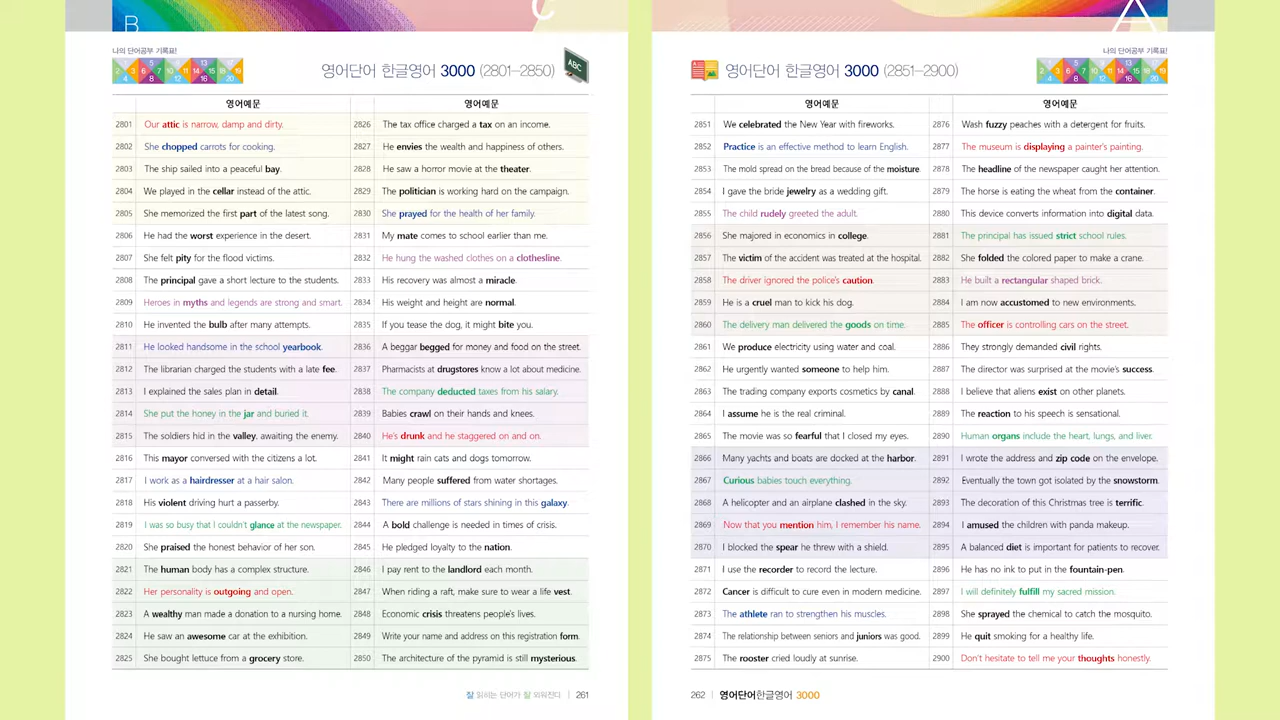 B
C
나의 단어공부 기록표!
영어단어 한글영어 3000 (2801–2850)
ABC
영어예문
2801 Our attic is narrow, damp and dirty.
2802 She chopped carrots for cooking.
2803 The ship sailed into a peaceful bay.
2804 We played in the cellar instead of the attic.
2805 She memorized the first part of the latest song.
2806 He had the worst experience in the desert.
2807 She felt pity for the flood victims.
2808 The principal gave a short lecture to the students.
2809 Heroes in myths and legends are strong and smart.
2810 He invented the bulb after many attempts.
2811 He looked handsome in the school yearbook.
2812 The librarian charged the students with a late fee.
2813 I explained the sales plan in detail.
2814 She put the honey in the jar and buried it.
2815 The soldiers hid in the valley, awaiting the enemy.
2816 This mayor conversed with the citizens a lot.
2817 I work as a hairdresser at a hair salon.
2818 His violent driving hurt a passerby.
2819 I was so busy that I couldn't glance at the newspaper.
2820 She praised the honest behavior of her son.
2821 The human body has a complex structure.
2822 Her personality is outgoing and open.
2823 A wealthy man made a donation to a nursing home.
2824 He saw an awesome car at the exhibition.
2825 She bought lettuce from a grocery store.
영어예문
2826 The tax office charged a tax on an income.
2827 He envies the wealth and happiness of others.
2828 He saw a horror movie at the theater.
2829 The politician is working hard on the campaign.
2830 She prayed for the health of her family.
2831 My mate comes to school earlier than me.
2832 He hung the washed clothes on a clothesline.
2833 His recovery was almost a miracle.
2834 His weight and height are normal.
2835 If you tease the dog, it might bite you.
2836 A beggar begged for money and food on the street.
2837 Pharmacists at drugstores know a lot about medicine.
2838 The company deducted taxes from his salary.
2839 Babies crawl on their hands and knees.
2840 He's drunk and he staggered on and on.
2841 It might rain cats and dogs tomorrow.
2842 Many people suffered from water shortages.
2843 There are millions of stars shining in this galaxy.
2844 A bold challenge is needed in times of crisis.
2845 He pledged loyalty to the nation.
2846 I pay rent to the landlord each month.
2847 When riding a raft, make sure to wear a life vest.
2848 Economic crisis threatens people's lives.
2849 Write your name and address on this registration form.
2850 The architecture of the pyramid is still mysterious.
잘 읽히는 단어가 잘 외워진다 | 261
A
나의 단어공부 기록표!
영어단어 한글영어 3000 (2851–2900)
영어예문
2851 We celebrated the New Year with fireworks.
2852 Practice is an effective method to learn English.
2853 The mold spread on the bread because of the moisture.
2854 I gave the bride jewelry as a wedding gift.
2855 The child rudely greeted the adult.
2856 She majored in economics in college.
2857 The victim of the accident was treated at the hospital.
2858 The driver ignored the police's caution.
2859 He is a cruel man to kick his dog.
2860 The delivery man delivered the goods on time.
2861 We produce electricity using water and coal.
2862 He urgently wanted someone to help him.
2863 The trading company exports cosmetics by canal.
2864 I assume he is the real criminal.
2865 The movie was so fearful that I closed my eyes.
2866 Many yachts and boats are docked at the harbor.
2867 Curious babies touch everything.
2868 A helicopter and an airplane clashed in the sky.
2869 Now that you mention him, I remember his name.
2870 I blocked the spear he threw with a shield.
2871 I use the recorder to record the lecture.
2872 Cancer is difficult to cure even in modern medicine.
2873 The athlete ran to strengthen his muscles.
2874 The relationship between seniors and juniors was good.
2875 The rooster cried loudly at sunrise.
영어예문
2876 Wash fuzzy peaches with a detergent for fruits.
2877 The museum is displaying a painter's painting.
2878 The headline of the newspaper caught her attention.
2879 The horse is eating the wheat from the container.
2880 This device converts information into digital data.
2881 The principal has issued strict school rules.
2882 She folded the colored paper to make a crane.
2883 He built a rectangular shaped brick.
2884 I am now accustomed to new environments.
2885 The officer is controlling cars on the street.
2886 They strongly demanded civil rights.
2887 The director was surprised at the movie's success.
2888 I believe that aliens exist on other planets.
2889 The reaction to his speech is sensational.
2890 Human organs include the heart, lungs, and liver.
2891 I wrote the address and zip code on the envelope.
2892 Eventually the town got isolated by the snowstorm.
2893 The decoration of this Christmas tree is terrific.
2894 I amused the children with panda makeup.
2895 A balanced diet is important for patients to recover.
2896 He has no ink to put in the fountain-pen.
2897 I will definitely fulfill my sacred mission.
2898 She sprayed the chemical to catch the mosquito.
2899 He quit smoking for a healthy life.
2900 Don't hesitate to tell me your thoughts honestly.
262 | 영어단어한글영어 3000